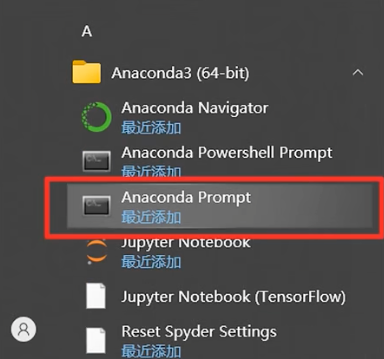 A
Anaconda3 (64-bit)
Anaconda Navigator
最近添加
Anaconda Powershell Prompt
最近添加
Anaconda Prompt
最近添加
Jupyter Notebook
最近添加
Jupyter Notebook (TensorFlow)
Reset Spyder Settings
最近添加